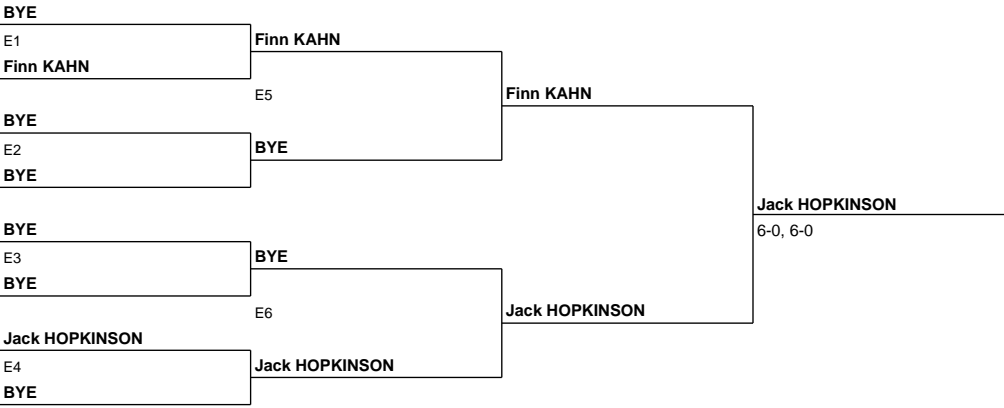 BYE
E1
Finn KAHN
Finn KAHN
E5
BYE
E2
BYE
BYE
Finn KAHN
BYE
E3
BYE
BYE
E6
Jack HOPKINSON
E4
BYE
Jack HOPKINSON
Jack HOPKINSON
Jack HOPKINSON
6-0, 6-0